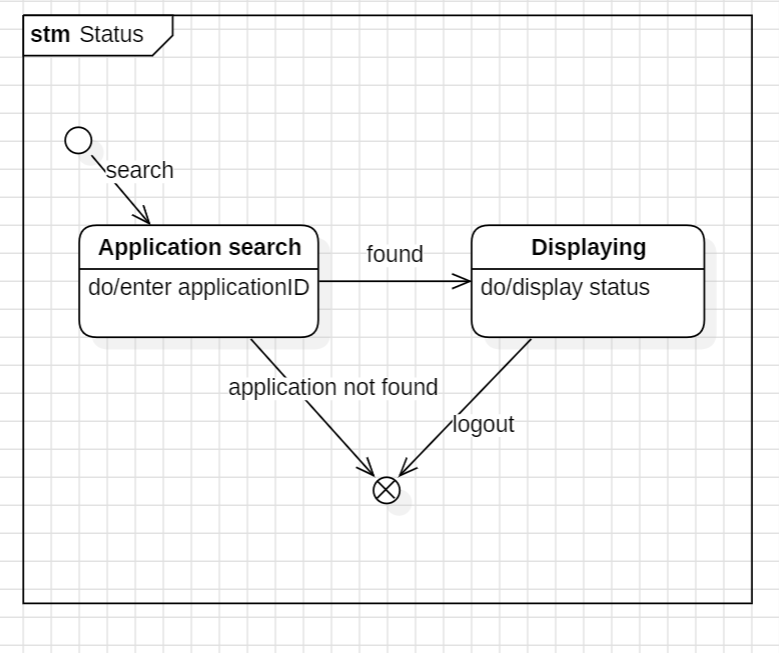 stm Status
search
Application search
do/enter applicationID
found
Displaying
do/display status
application not found
logout